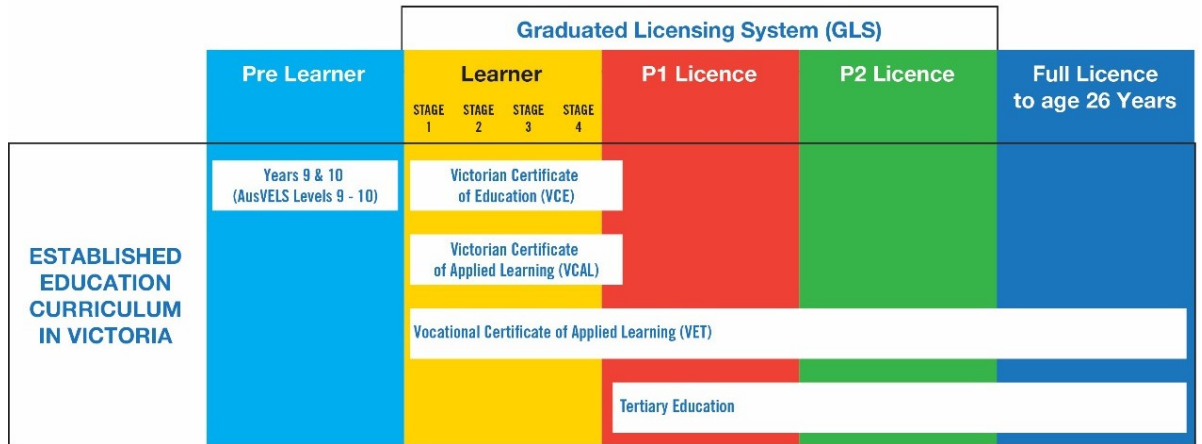 Graduated Licensing System (GLS)
Pre Learner
Learner
P1 Licence
P2 Licence
Full Licence
to age 26 Years
STAGE STAGE STAGE STAGE
1 2 3 4
ESTABLISHED
EDUCATION
CURRICULUM
IN VICTORIA
Years 9 & 10
(AusVELS Levels 9 - 10)
Victorian Certificate
of Education (VCE)
Victorian Certificate
of Applied Learning (VCAL)
Vocational Certificate of Applied Learning (VET)
Tertiary Education